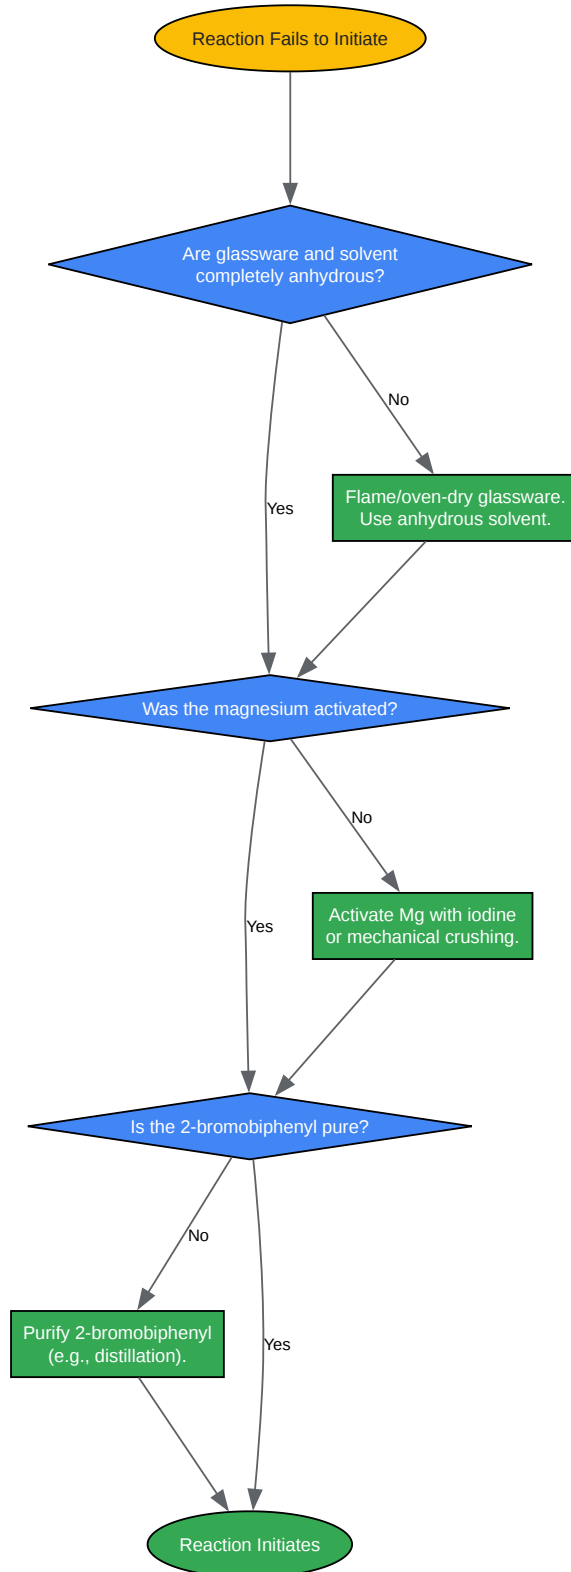 Reaction Fails to Initiate
Are glassware and solvent
completely anhydrous?
No
Flame/oven-dry glassware.
Use anhydrous solvent.
Yes
Was the magnesium activated?
No
Activate Mg with iodine
or mechanical crushing.
Yes
Is the 2-bromobiphenyl pure?
No
Purify 2-bromobiphenyl
(e.g., distillation).
Yes
Reaction Initiates